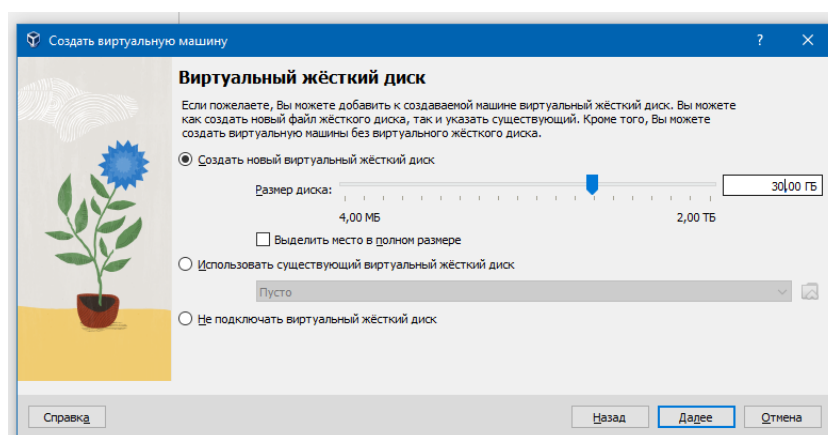 Создать виртуальную машину
Виртуальный жёсткий диск
Если пожелаете, Вы можете добавить к создаваемой машине виртуальный жёсткий диск. Вы можете
как создать новый файл жёсткого диска, так и указать существующий. Кроме того, Вы можете
создать виртуальную машины без виртуального жёсткого диска.
Создать новый виртуальный жёсткий диск
Размер диска: 30,00 ГБ
4,00 МБ 2,00 ТБ
Выделить место в полном размере
Использовать существующий виртуальный жёсткий диск
Пусто
Не подключать виртуальный жёсткий диск
Справка Назад Далее Отмена